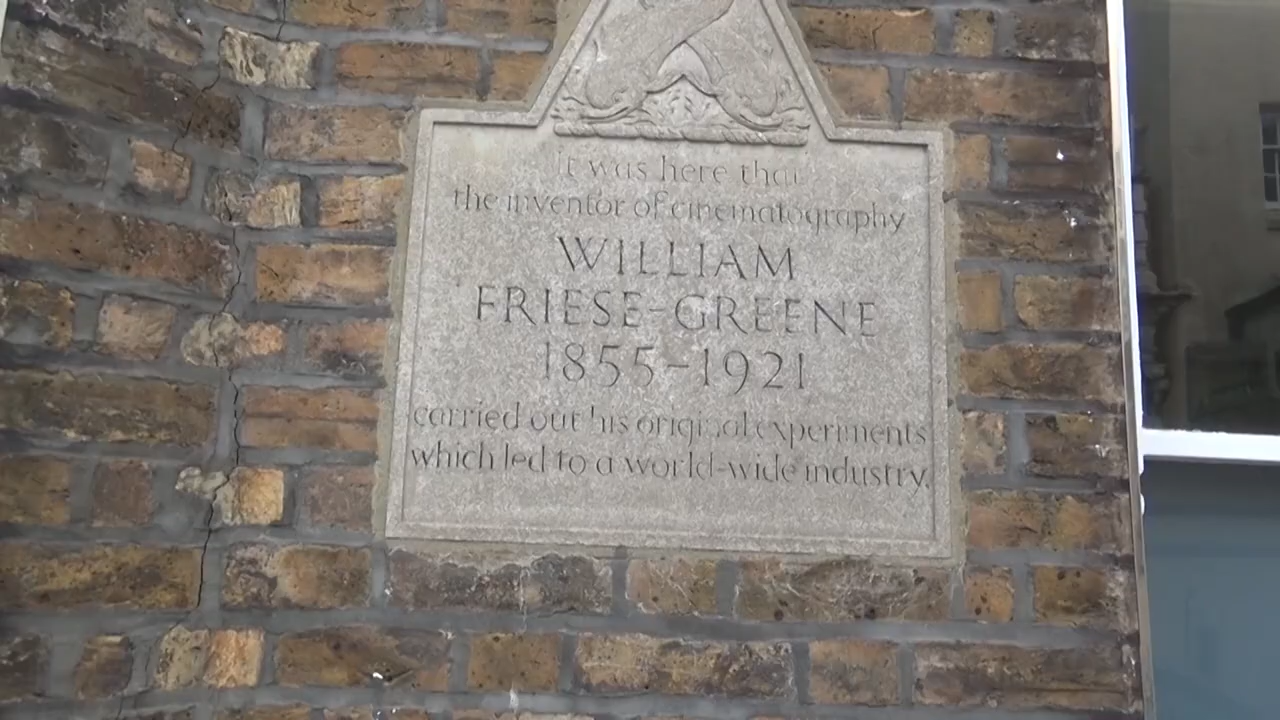 It was here that
the inventor of cinematography
WILLIAM
FRIESE-GREENE
1855-1921
carried out his original experiments
which led to a world-wide industry.